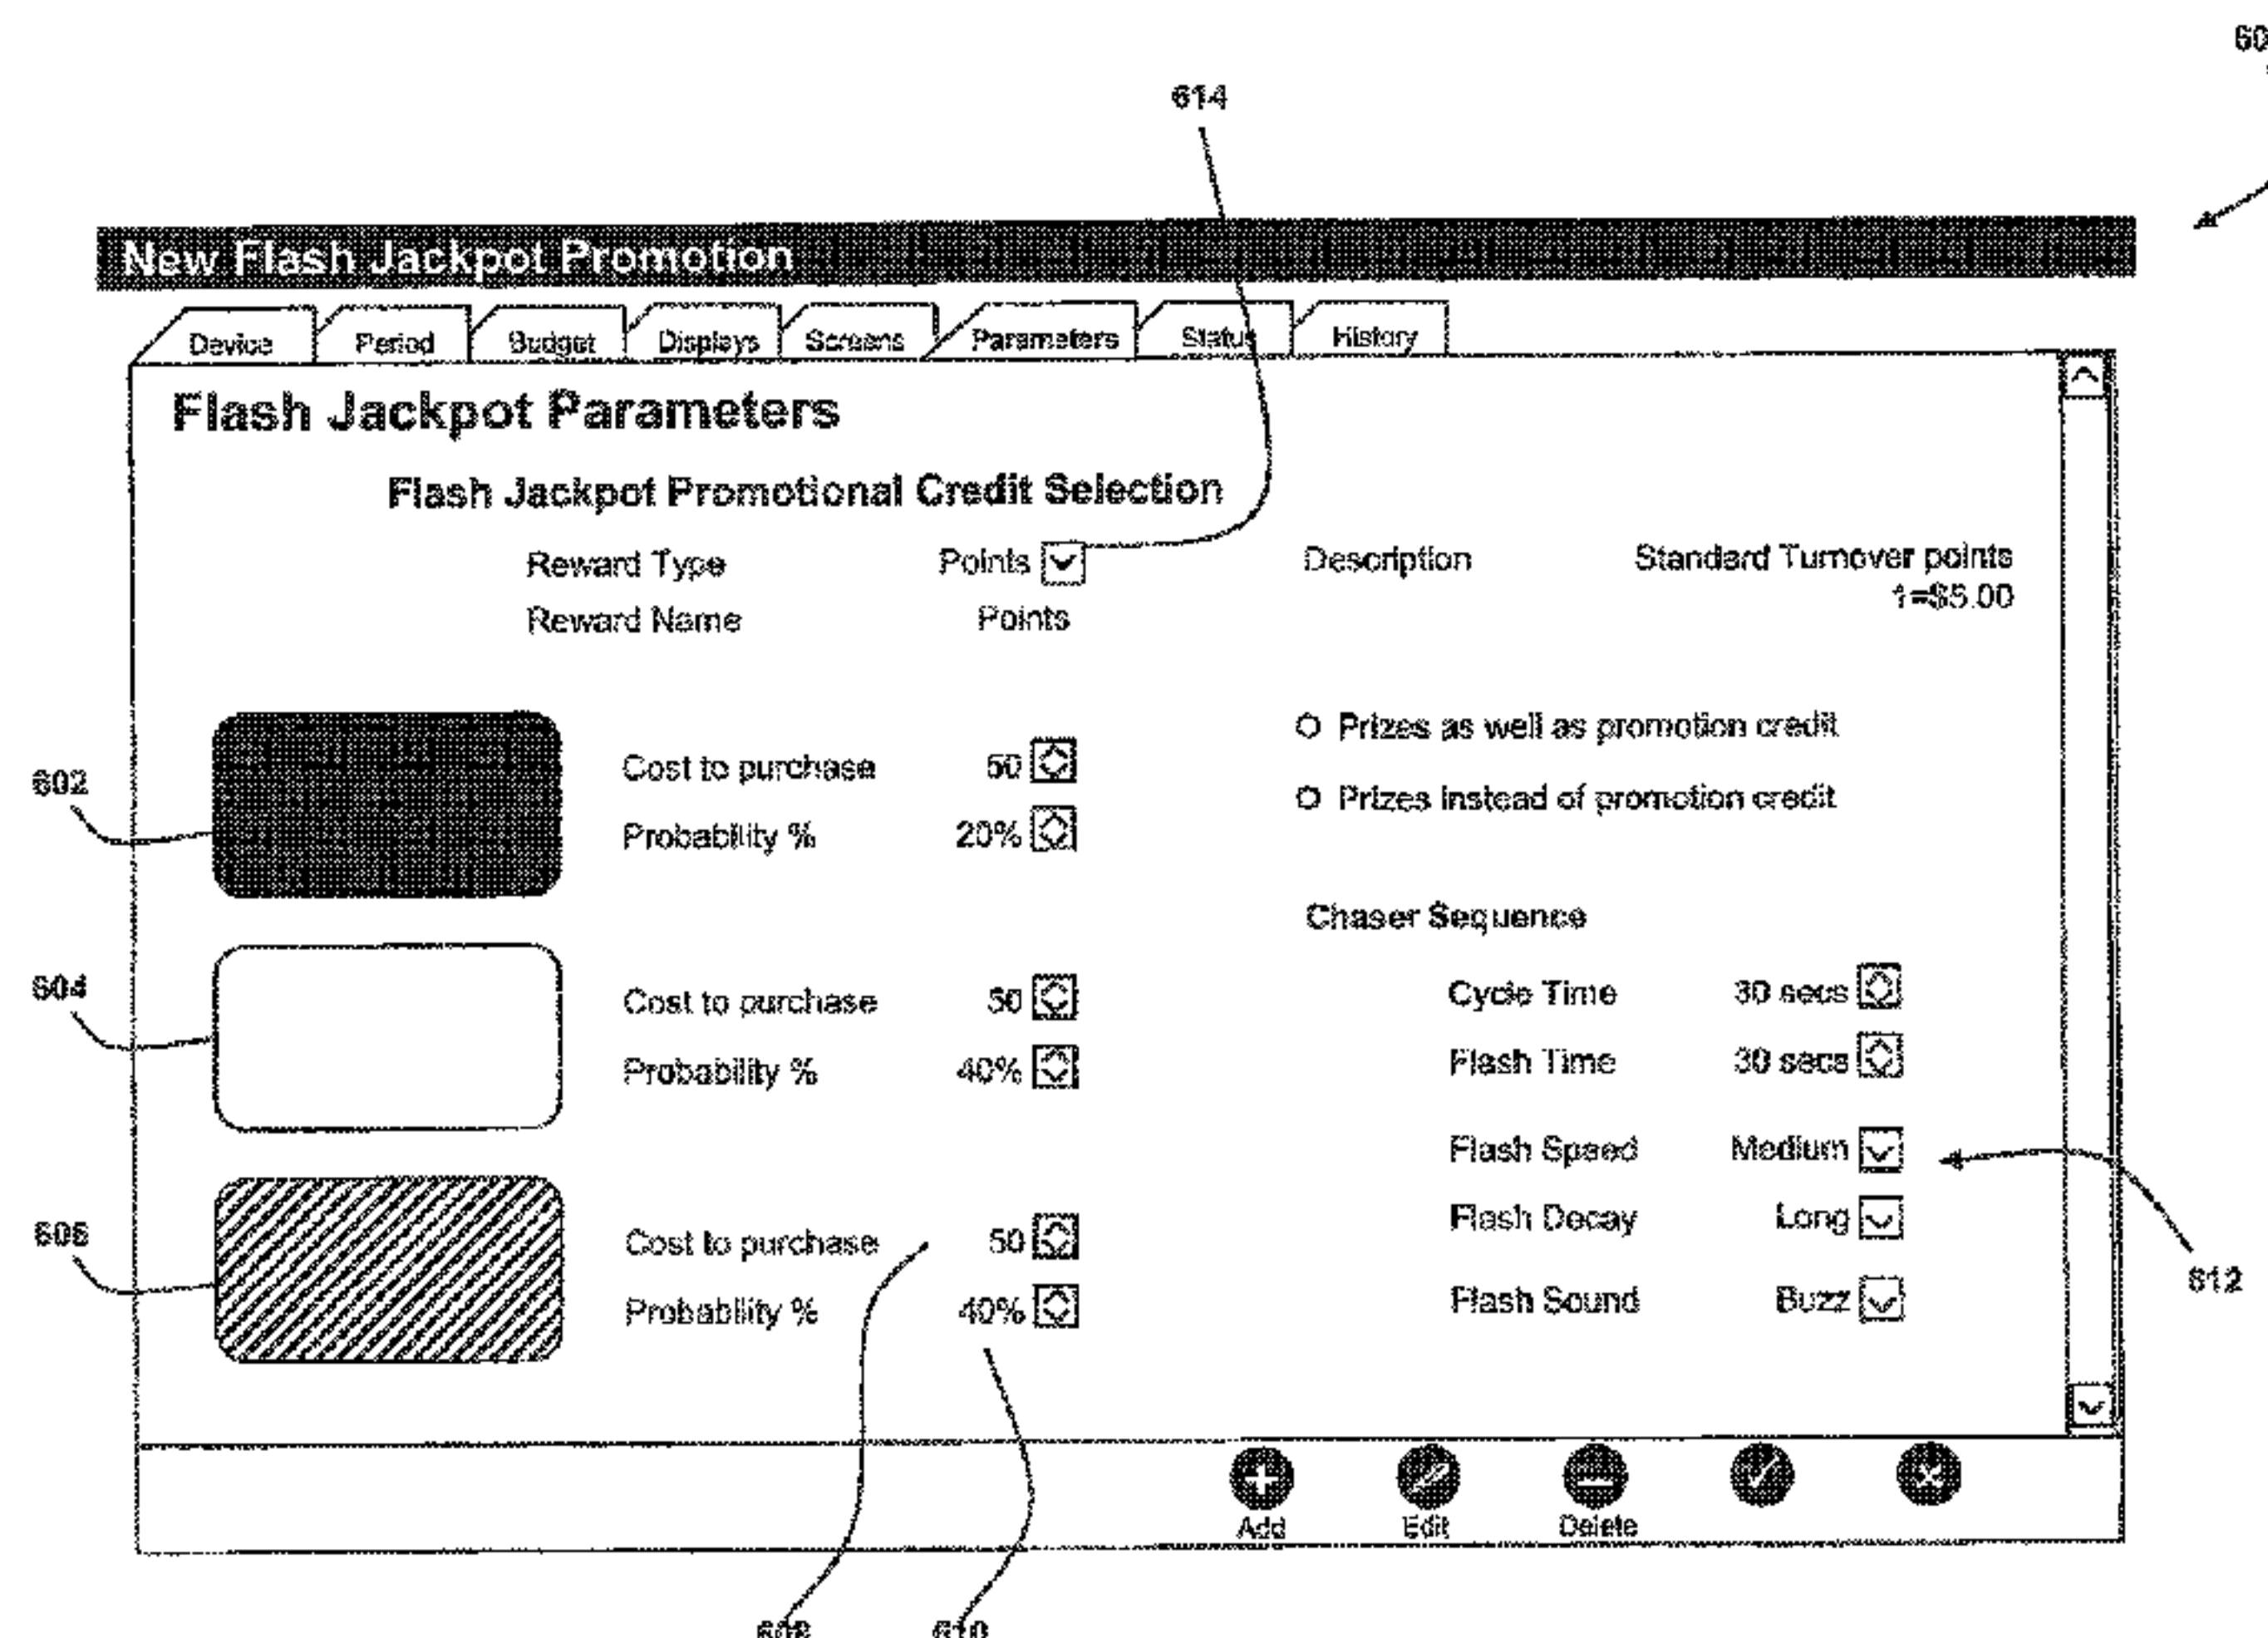 614
New Flash Jackpot Promotion
Device Period Budget Displays Screens Parameters Status History
Flash Jackpot Parameters
Flash Jackpot Promotional Credit Selection
Reward Type Points Description Standard Turnover points
1=$5.00
Reward Name Points
602
Cost to purchase 50
Probability % 20%
Prizes as well as promotion credit
Prizes instead of promotion credit
Chaser Sequence
604
Cost to purchase 50
Probability % 40%
Cycle Time 30 secs
Flash Time 30 secs
Flash Speed Medium
Flash Decay Long
Flash Sound Buzz
606
Cost to purchase 50
Probability % 40%
612
Add Edit Delete
608 610